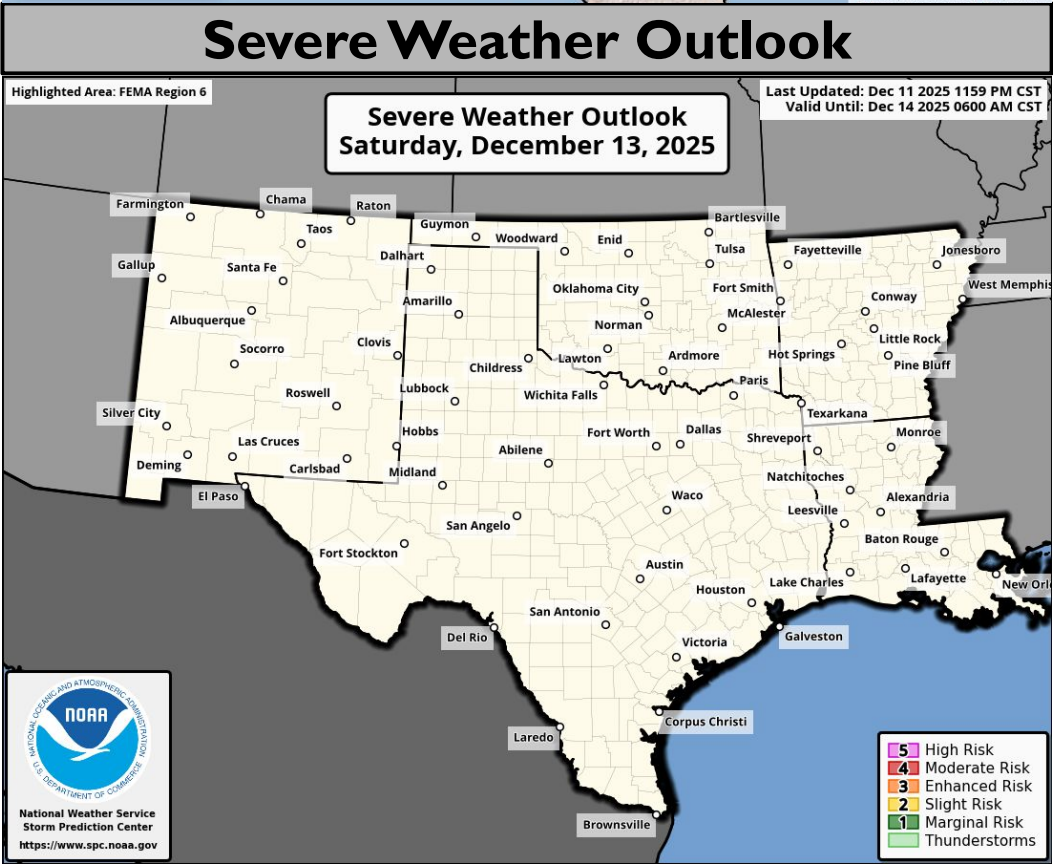 Severe Weather Outlook
Highlighted Area: FEMA Region 6
Last Updated: Dec 11 2025 1159 PM CST
Valid Until: Dec 14 2025 0600 AM CST
Severe Weather Outlook
Saturday, December 13, 2025
Farmington
Chama
Raton
Taos
Guymon
Woodward
Enid
Bartlesville
Tulsa
Fayetteville
Jonesboro
Gallup
Santa Fe
Dalhart
Oklahoma City
Fort Smith
West Memphis
Albuquerque
Amarillo
Norman
McAlester
Conway
Socorro
Clovis
Childress
Lawton
Ardmore
Hot Springs
Little Rock
Pine Bluff
Roswell
Lubbock
Wichita Falls
Paris
Silver City
Texarkana
Las Cruces
Hobbs
Abilene
Fort Worth
Dallas
Shreveport
Monroe
Deming
Carlsbad
Midland
Natchitoches
El Paso
Waco
Alexandria
San Angelo
Leesville
Fort Stockton
Baton Rouge
Austin
Houston
Lake Charles
Lafayette
New Orl
Del Rio
San Antonio
Galveston
Victoria
Laredo
Corpus Christi
Brownsville
NATIONAL OCEANIC AND ATMOSPHERIC ADMINISTRATION
NOAA
U.S. DEPARTMENT OF COMMERCE
National Weather Service
Storm Prediction Center
https://www.spc.noaa.gov
5 High Risk
4 Moderate Risk
3 Enhanced Risk
2 Slight Risk
1 Marginal Risk
Thunderstorms